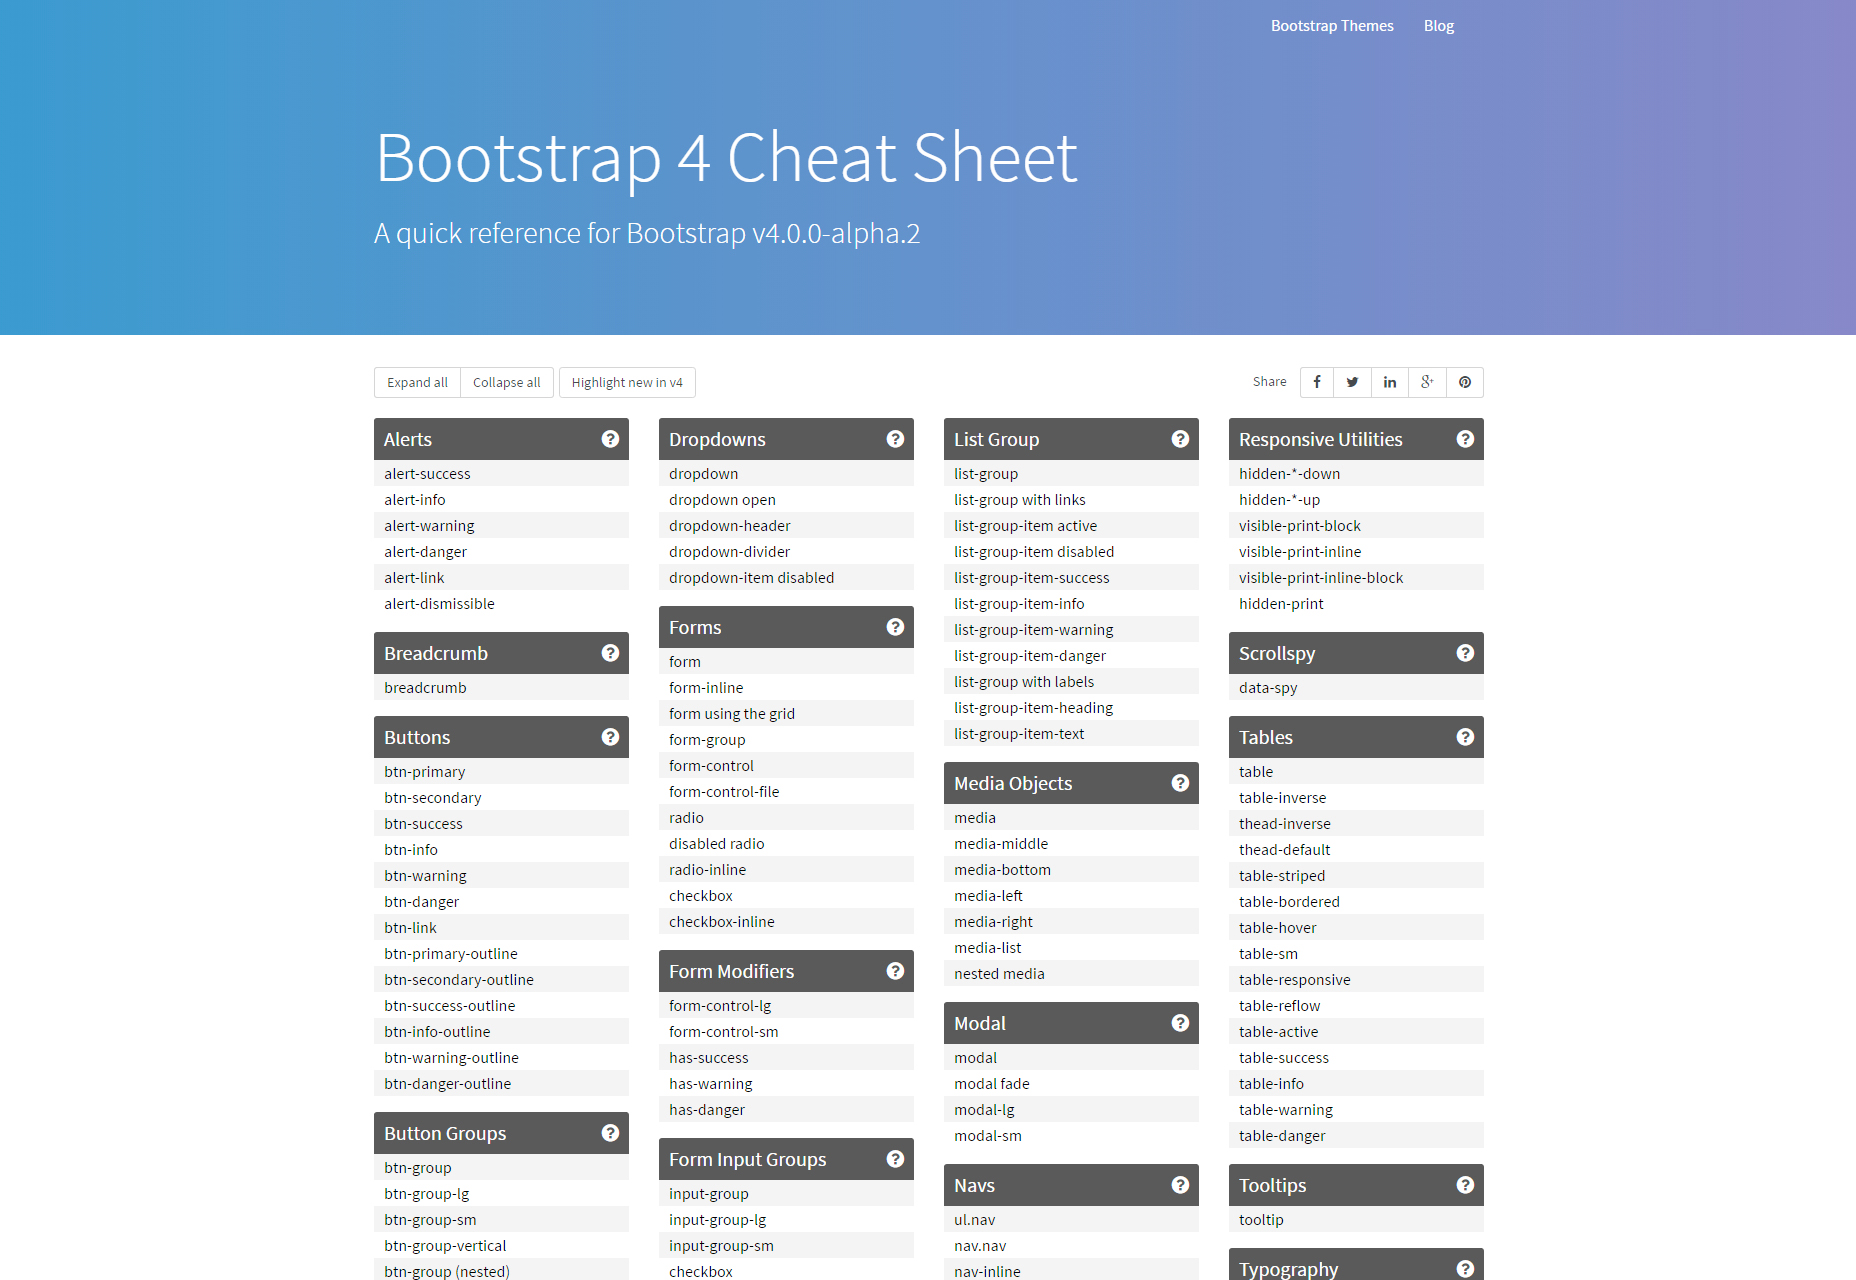 Bootstrap Themes Blog
Bootstrap 4 Cheat Sheet
A quick reference for Bootstrap v4.0.0-alpha.2
Expand all Collapse all Highlight new in v4 Share
Alerts
alert-success
alert-info
alert-warning
alert-danger
alert-link
alert-dismissible
Breadcrumb
breadcrumb
Buttons
btn-primary
btn-secondary
btn-success
btn-info
btn-warning
btn-danger
btn-link
btn-primary-outline
btn-secondary-outline
btn-success-outline
btn-info-outline
btn-warning-outline
btn-danger-outline
Button Groups
btn-group
btn-group-lg
btn-group-sm
btn-group-vertical
btn-group (nested)
Dropdowns
dropdown
dropdown open
dropdown-header
dropdown-divider
dropdown-item disabled
Forms
form
form-inline
form using the grid
form-group
form-control
form-control-file
radio
disabled radio
radio-inline
checkbox
checkbox-inline
Form Modifiers
form-control-lg
form-control-sm
has-success
has-warning
has-danger
Form Input Groups
input-group
input-group-lg
input-group-sm
checkbox
List Group
list-group
list-group with links
list-group-item active
list-group-item disabled
list-group-item-success
list-group-item-info
list-group-item-warning
list-group-item-danger
list-group with labels
list-group-item-heading
list-group-item-text
Media Objects
media
media-middle
media-bottom
media-left
media-right
media-list
nested media
Modal
modal
modal fade
modal-lg
modal-sm
Navs
ul.nav
nav.nav
nav-inline
Responsive Utilities
hidden-*-down
hidden-*-up
visible-print-block
visible-print-inline
visible-print-inline-block
hidden-print
Scrollspy
data-spy
Tables
table
table-inverse
thead-inverse
thead-default
table-striped
table-bordered
table-hover
table-sm
table-responsive
table-reflow
table-active
table-success
table-info
table-warning
table-danger
Tooltips
tooltip
Typography